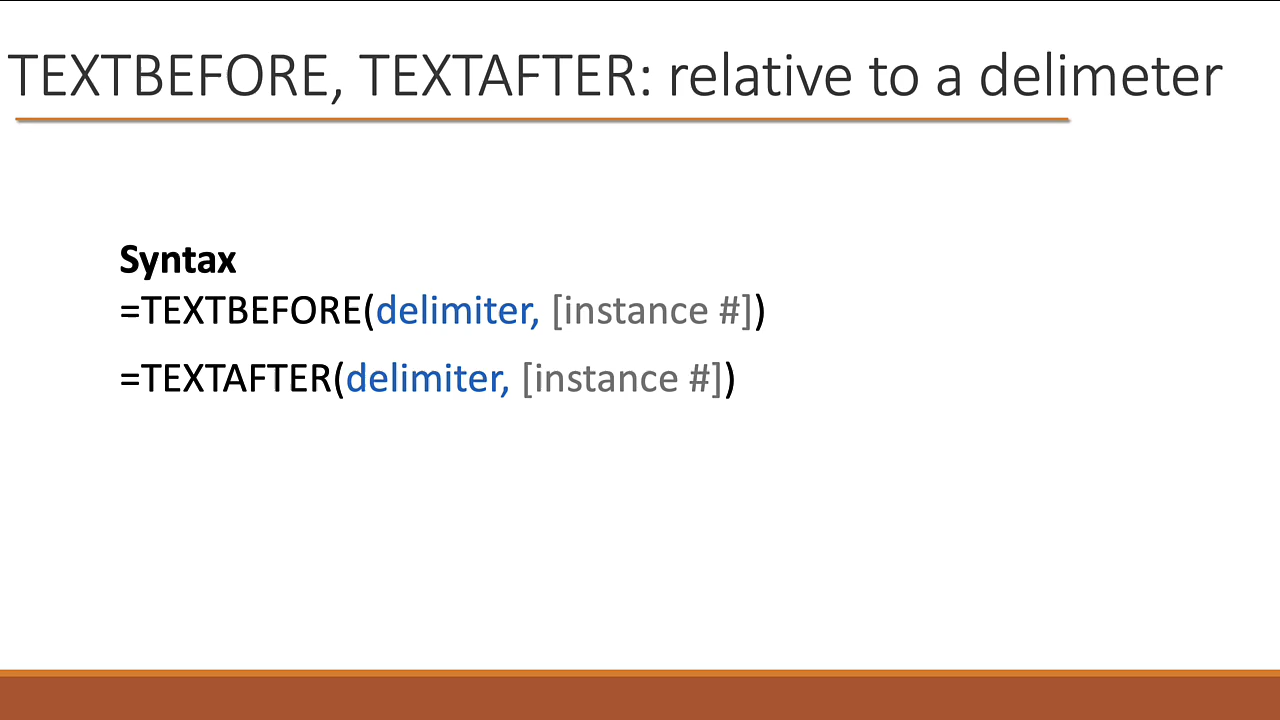 TEXTBEFORE, TEXTAFTER: relative to a delimeter
Syntax
=TEXTBEFORE(delimiter, [instance #])
=TEXTAFTER(delimiter, [instance #])